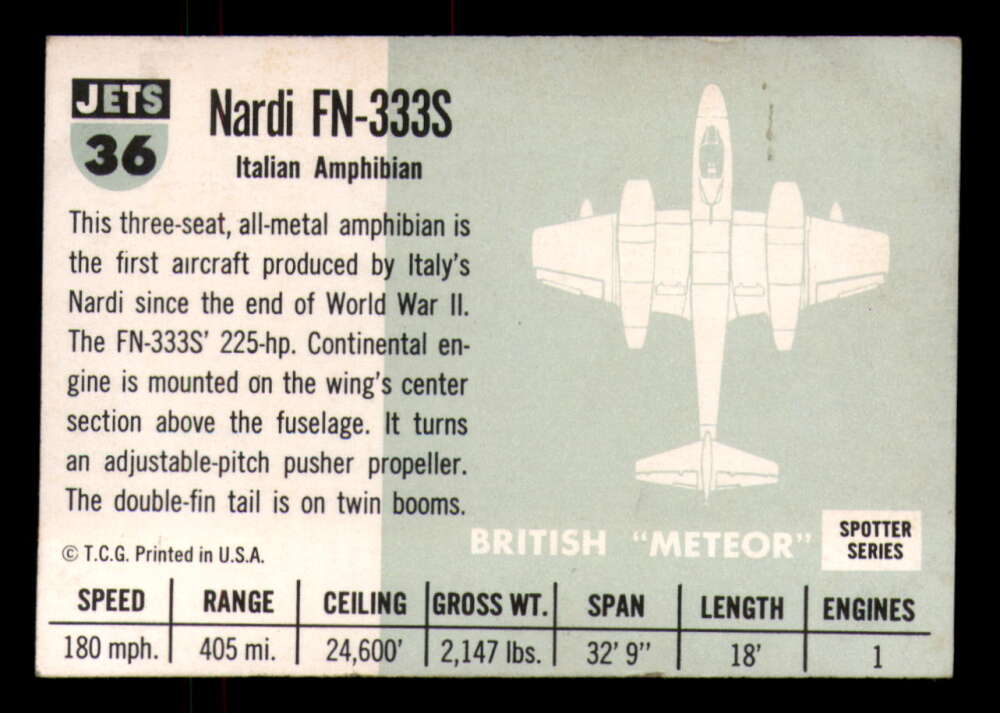 JETS
36
Nardi FN-333S
Italian Amphibian
This three-seat, all-metal amphibian is
the first aircraft produced by Italy's
Nardi since the end of World War II.
The FN-333S' 225-hp. Continental en-
gine is mounted on the wing's center
section above the fuselage. It turns
an adjustable-pitch pusher propeller.
The double-fin tail is on twin booms.
© T.C.G. Printed in U.S.A.
BRITISH "METEOR"
SPOTTER
SERIES
SPEED RANGE CEILING GROSS WT. SPAN LENGTH ENGINES
180 mph. 405 mi. 24,600' 2,147 lbs. 32' 9" 18' 1